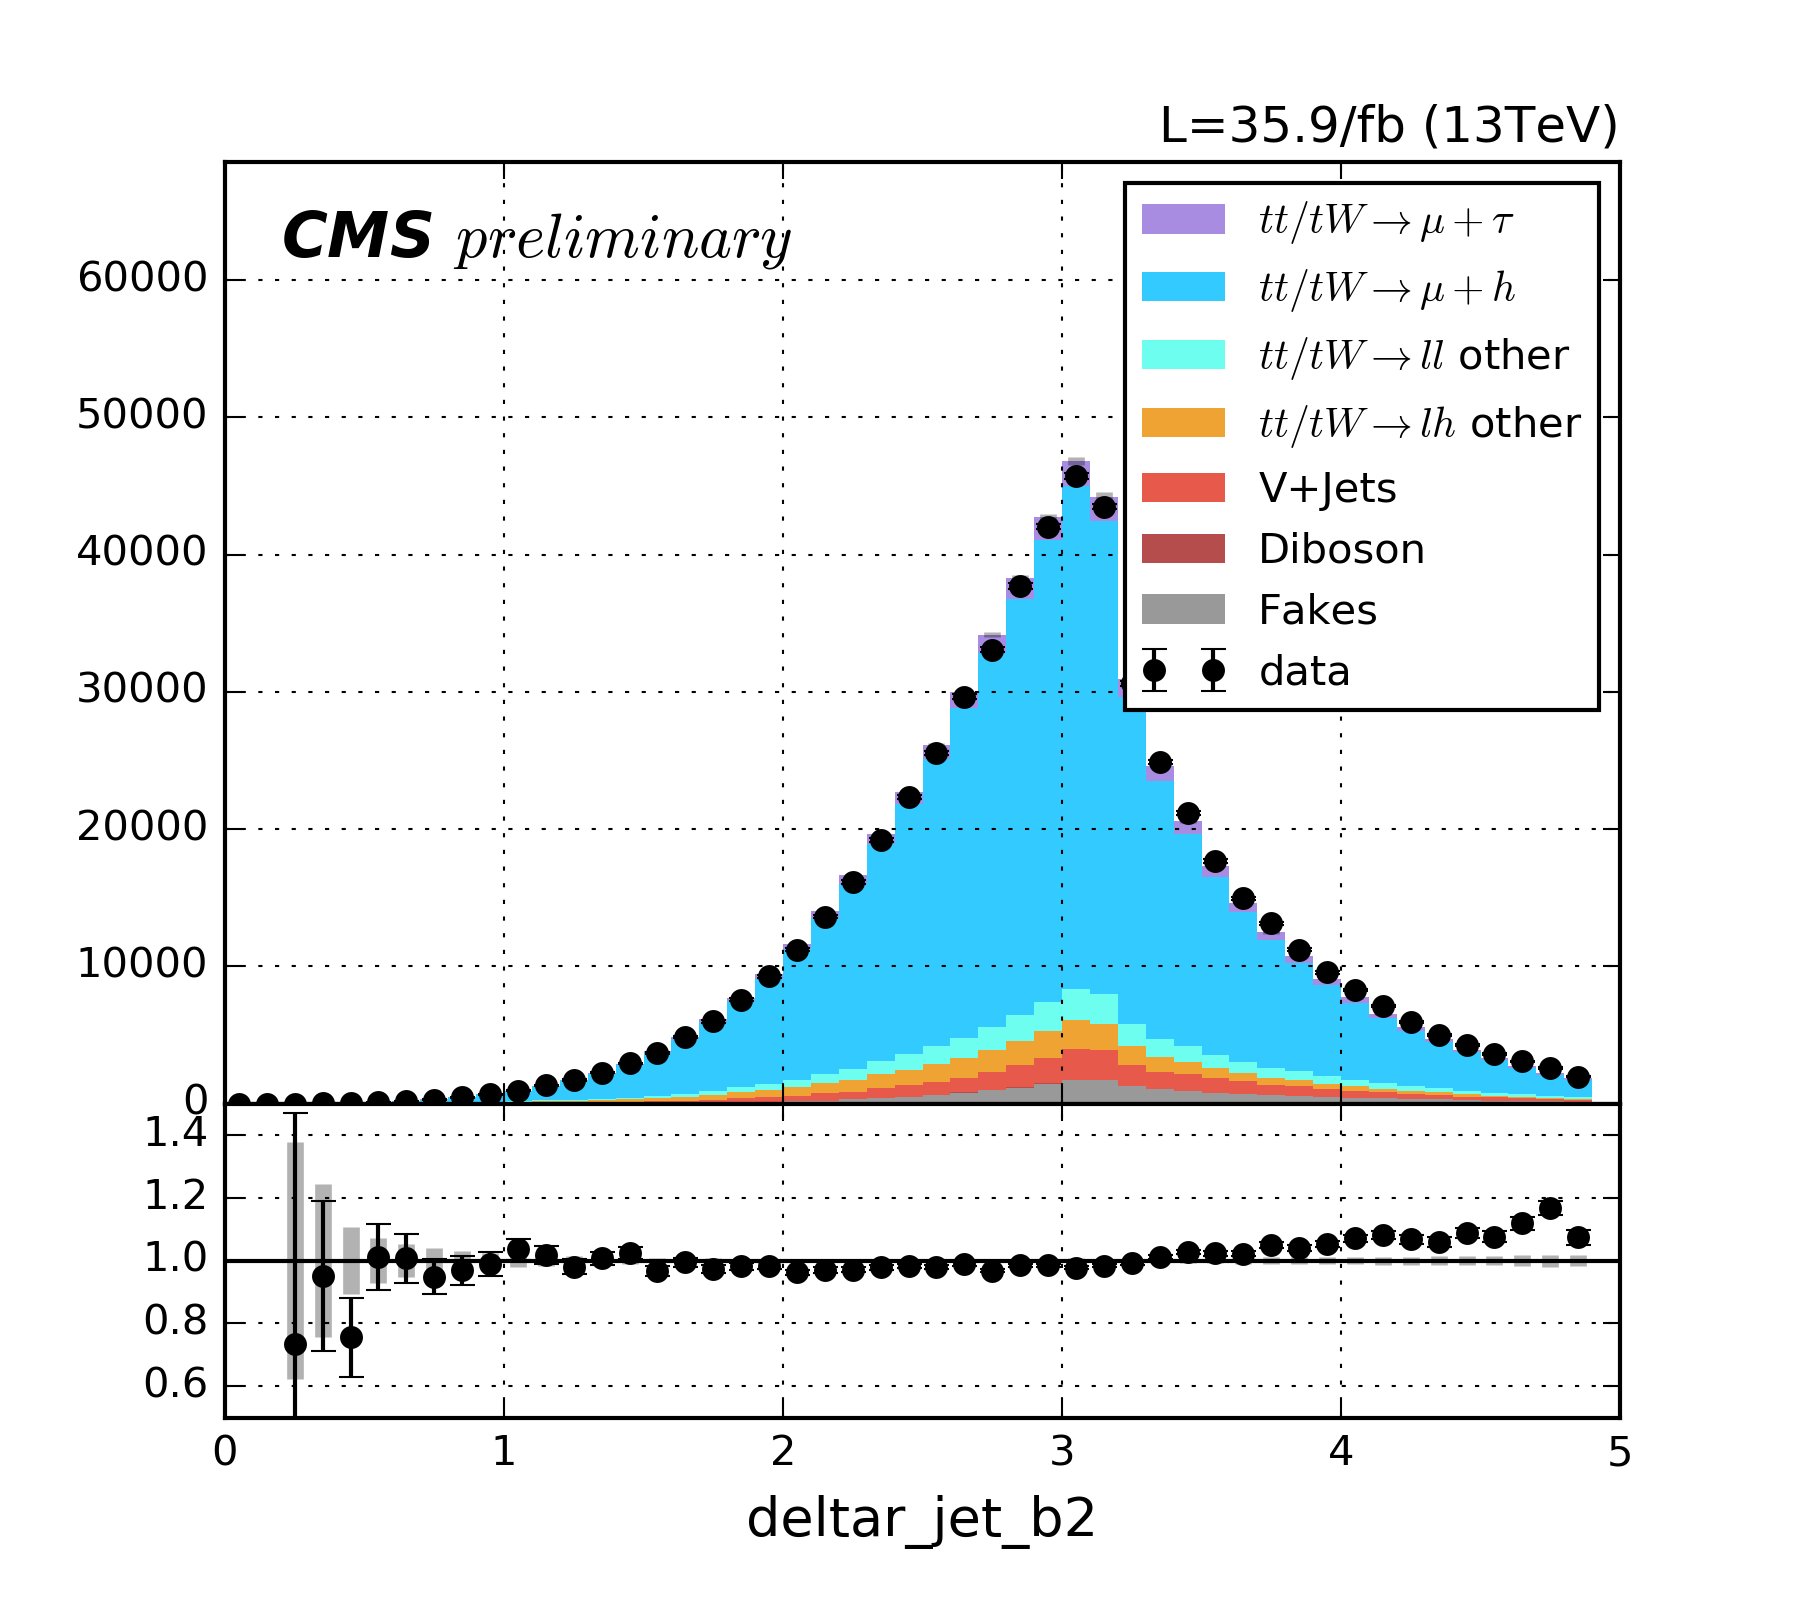 L=35.9/fb (13TeV)
CMS preliminary
tt/tW → μ + τ
tt/tW → μ + h
tt/tW → ll other
tt/tW → lh other
V+Jets
Diboson
Fakes
data
60000
50000
40000
30000
20000
10000
0
1.4
1.2
1.0
0.8
0.6
0 1 2 3 4 5
deltar_jet_b2